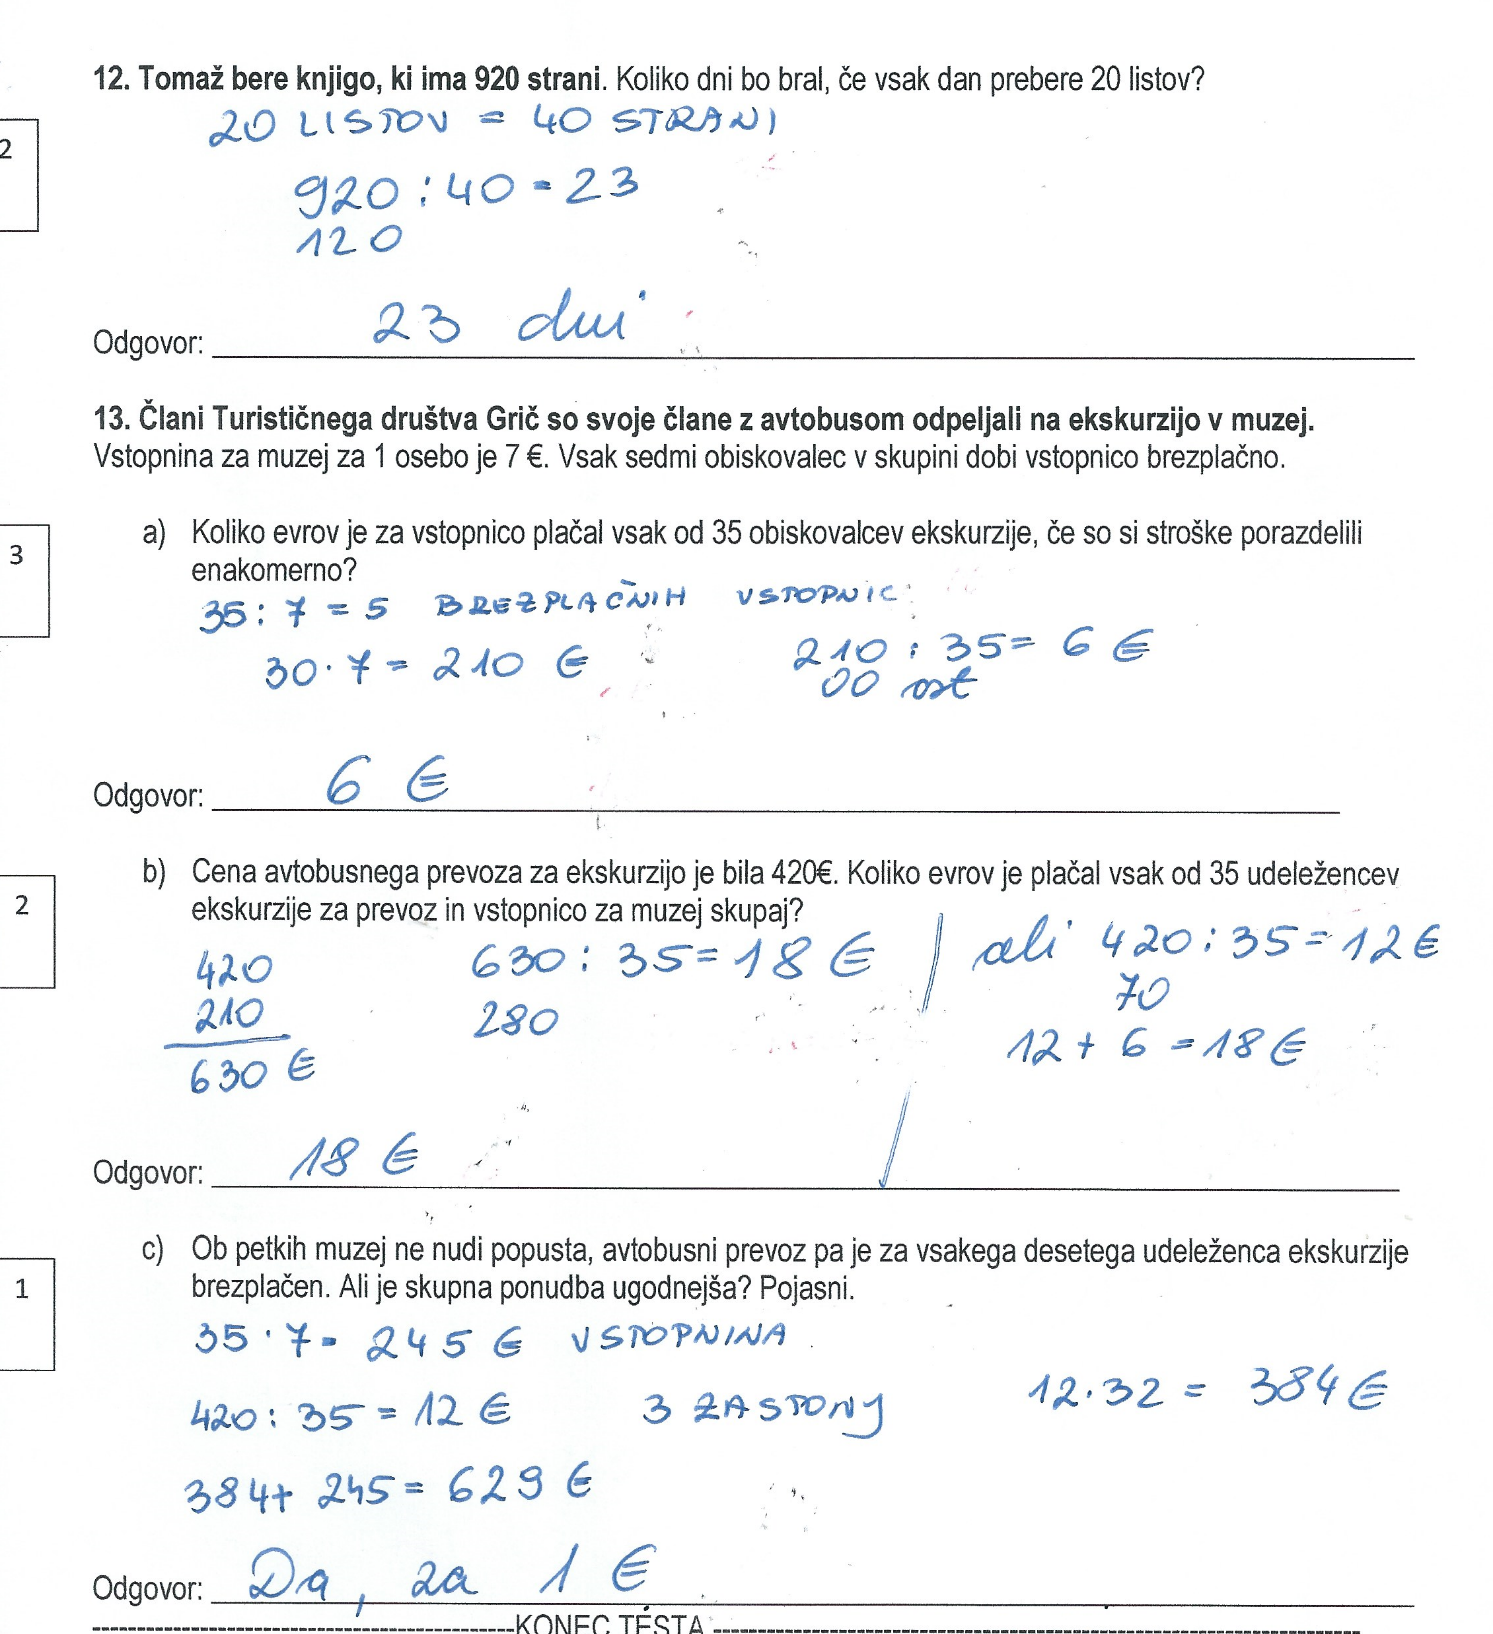 12. Tomaž bere knjigo, ki ima 920 strani. Koliko dni bo bral, če vsak dan prebere 20 listov?
20 LISTOV = 40 STRANI
2
920 : 40 = 23
120
23 dni
Odgovor:
13. Člani Turističnega društva Grič so svoje člane z avtobusom odpeljali na ekskurzijo v muzej.
Vstopnina za muzej za 1 osebo je 7 €. Vsak sedmi obiskovalec v skupini dobi vstopnico brezplačno.
3
a) Koliko evrov je za vstopnico plačal vsak od 35 obiskovalcev ekskurzije, če so si stroške porazdelili
enakomerno?
35 : 7 = 5 BREZPLAČNIH VSTOPNIC
30 · 7 = 210 € 210 : 35 = 6 €
00 ost
Odgovor: 6 €
2
b) Cena avtobusnega prevoza za ekskurzijo je bila 420€. Koliko evrov je plačal vsak od 35 udeležencev
ekskurzije za prevoz in vstopnico za muzej skupaj?
420 630 : 35 = 18 € / ali 420 : 35 = 12 €
210 280 70
630 € 12 + 6 = 18 €
Odgovor: 18 €
1
c) Ob petkih muzej ne nudi popusta, avtobusni prevoz pa je za vsakega desetega udeleženca ekskurzije
brezplačen. Ali je skupna ponudba ugodnejša? Pojasni.
35 · 7 = 245 € VSTOPNINA
420 : 35 = 12 € 3 ZASTONJ 12 · 32 = 384 €
384 + 245 = 629 €
Odgovor: Da, za 1 €
KONEC TESTA